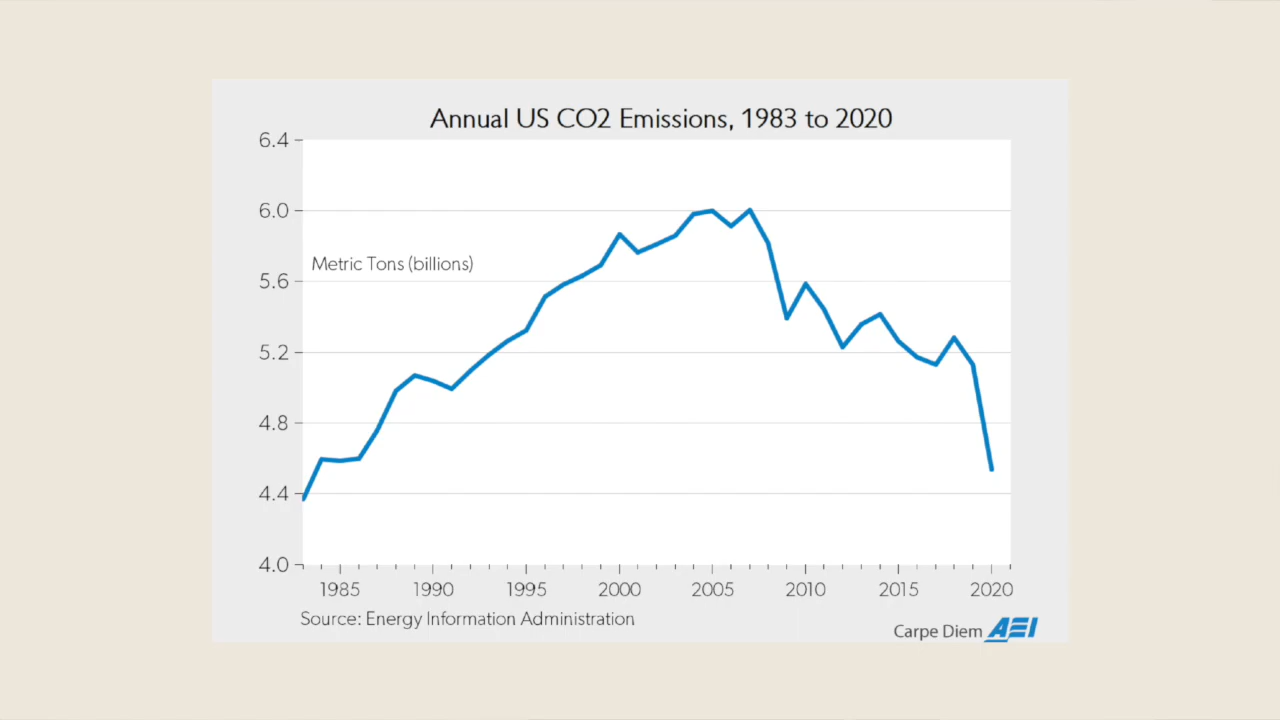 Annual US CO2 Emissions, 1983 to 2020
6.4
6.0
Metric Tons (billions)
5.6
5.2
4.8
4.4
4.0
1985 1990 1995 2000 2005 2010 2015 2020
Source: Energy Information Administration
Carpe Diem AEI